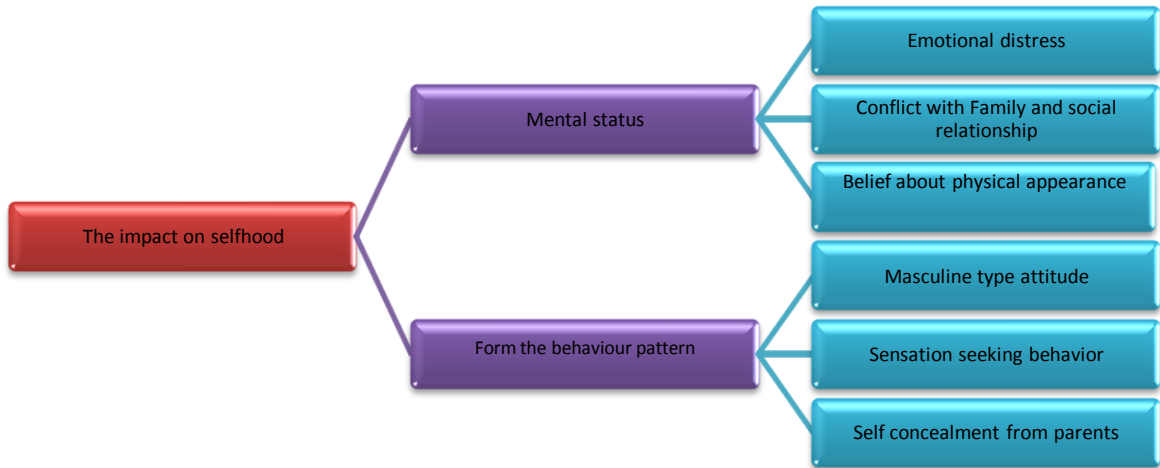 The impact on selfhood
Mental status
Emotional distress
Conflict with Family and social
relationship
Belief about physical appearance
Form the behaviour pattern
Masculine type attitude
Sensation seeking behavior
Self concealment from parents